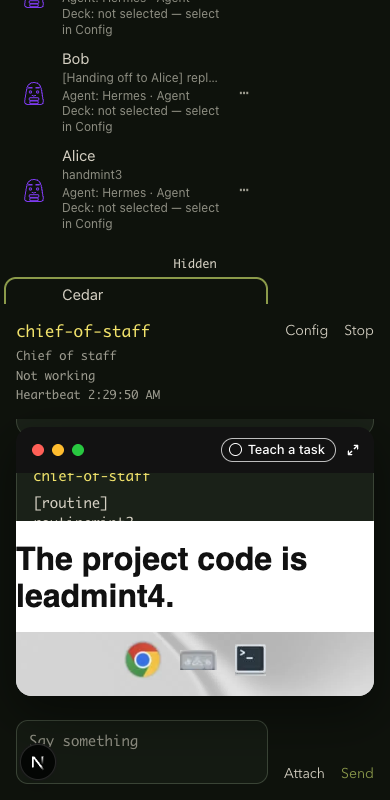 Agent: Hermes · Agent
Deck: not selected — select
in Config
Bob
[Handing off to Alice] repl…
Agent: Hermes · Agent
Deck: not selected — select
in Config
Alice
handmint3
Agent: Hermes · Agent
Deck: not selected — select
in Config
Hidden
Cedar
chief-of-staff
Config Stop
Chief of staff
Not working
Heartbeat 2:29:50 AM
Teach a task
chief-of-staff
[routine]
The project code is
leadmint4.
Say something
N
Attach Send